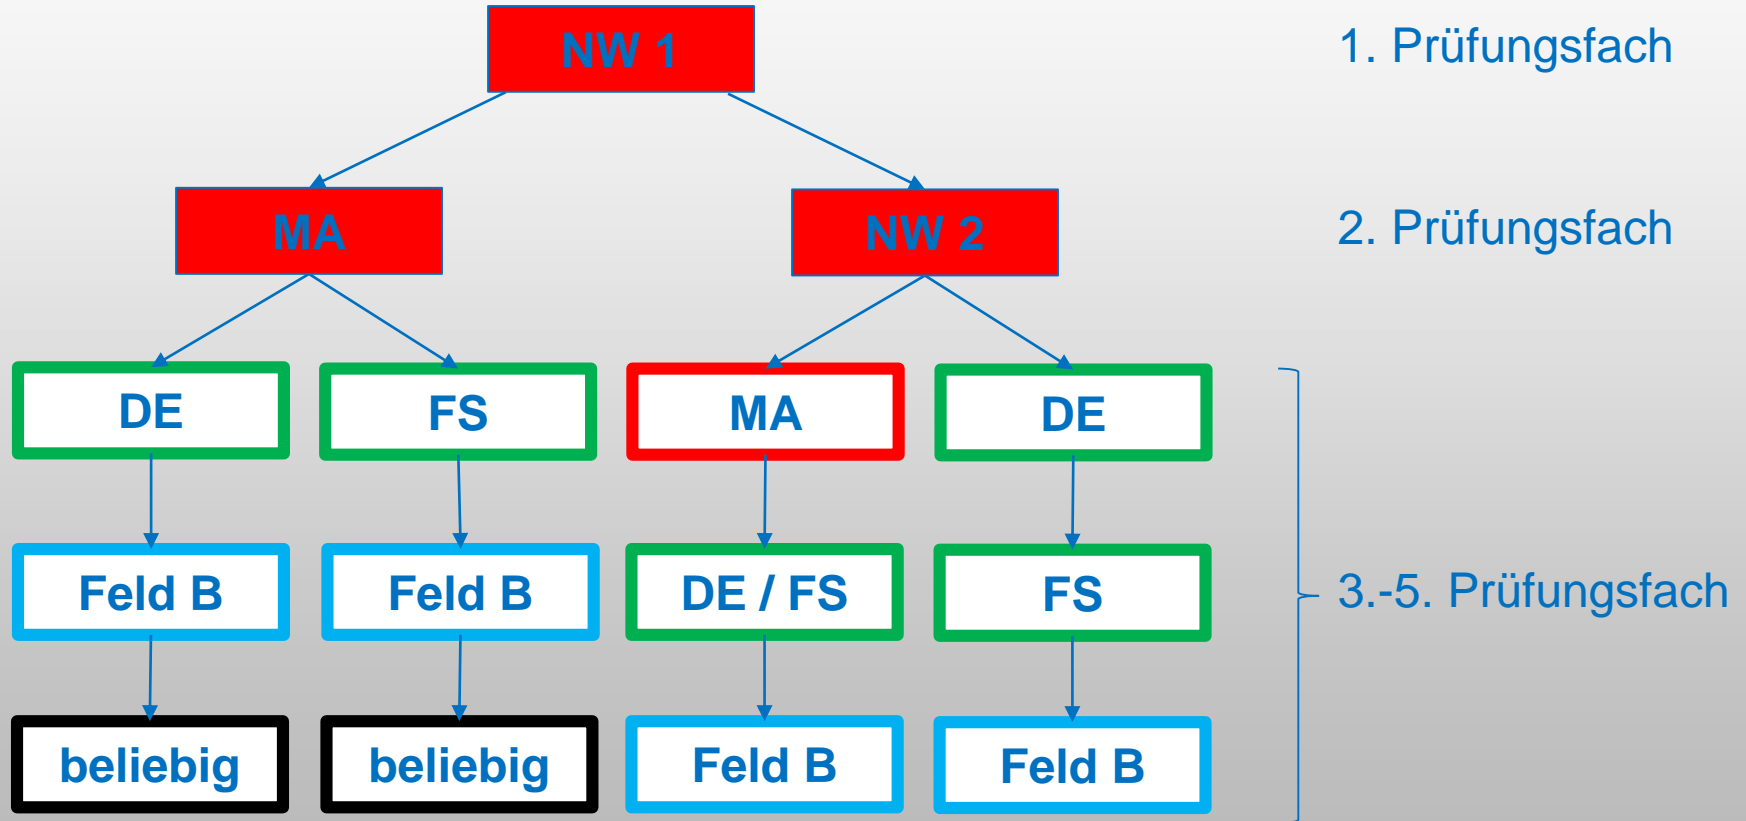 NW 1
1. Prüfungsfach
MA
NW 2
2. Prüfungsfach
DE
FS
MA
DE
Feld B
Feld B
DE / FS
FS
3.-5. Prüfungsfach
beliebig
beliebig
Feld B
Feld B